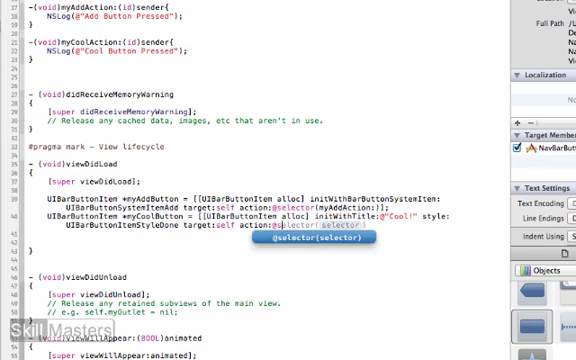 -(void)myAddAction:(id)sender{
NSLog(@"Add Button Pressed");
}
-(void)myCoolAction:(id)sender{
NSLog(@"Cool Button Pressed");
}
- (void)didReceiveMemoryWarning
{
[super didReceiveMemoryWarning];
// Release any cached data, images, etc that aren't in use.
}
#pragma mark - View lifecycle
- (void)viewDidLoad
{
[super viewDidLoad];
UIBarButtonItem *myAddButton = [[UIBarButtonItem alloc] initWithBarButtonSystemItem:
UIBarButtonSystemItemAdd target:self action:@selector(myAddAction:)];
UIBarButtonItem *myCoolButton = [[UIBarButtonItem alloc] initWithTitle:@"Cool!" style:
UIBarButtonItemStyleDone target:self action:@selector(selector)
@selector(selector)
}
- (void)viewDidUnload
{
[super viewDidUnload];
// Release any retained subviews of the main view.
// e.g. self.myOutlet = nil;
}
- (void)viewWillAppear:(BOOL)animated
{
[super viewWillAppear:animated];
SkillMasters
Full Path
Localization
Target Member
NavBarButt
Text Settings
Text Encoding
Line Endings
Indent Using
Objects